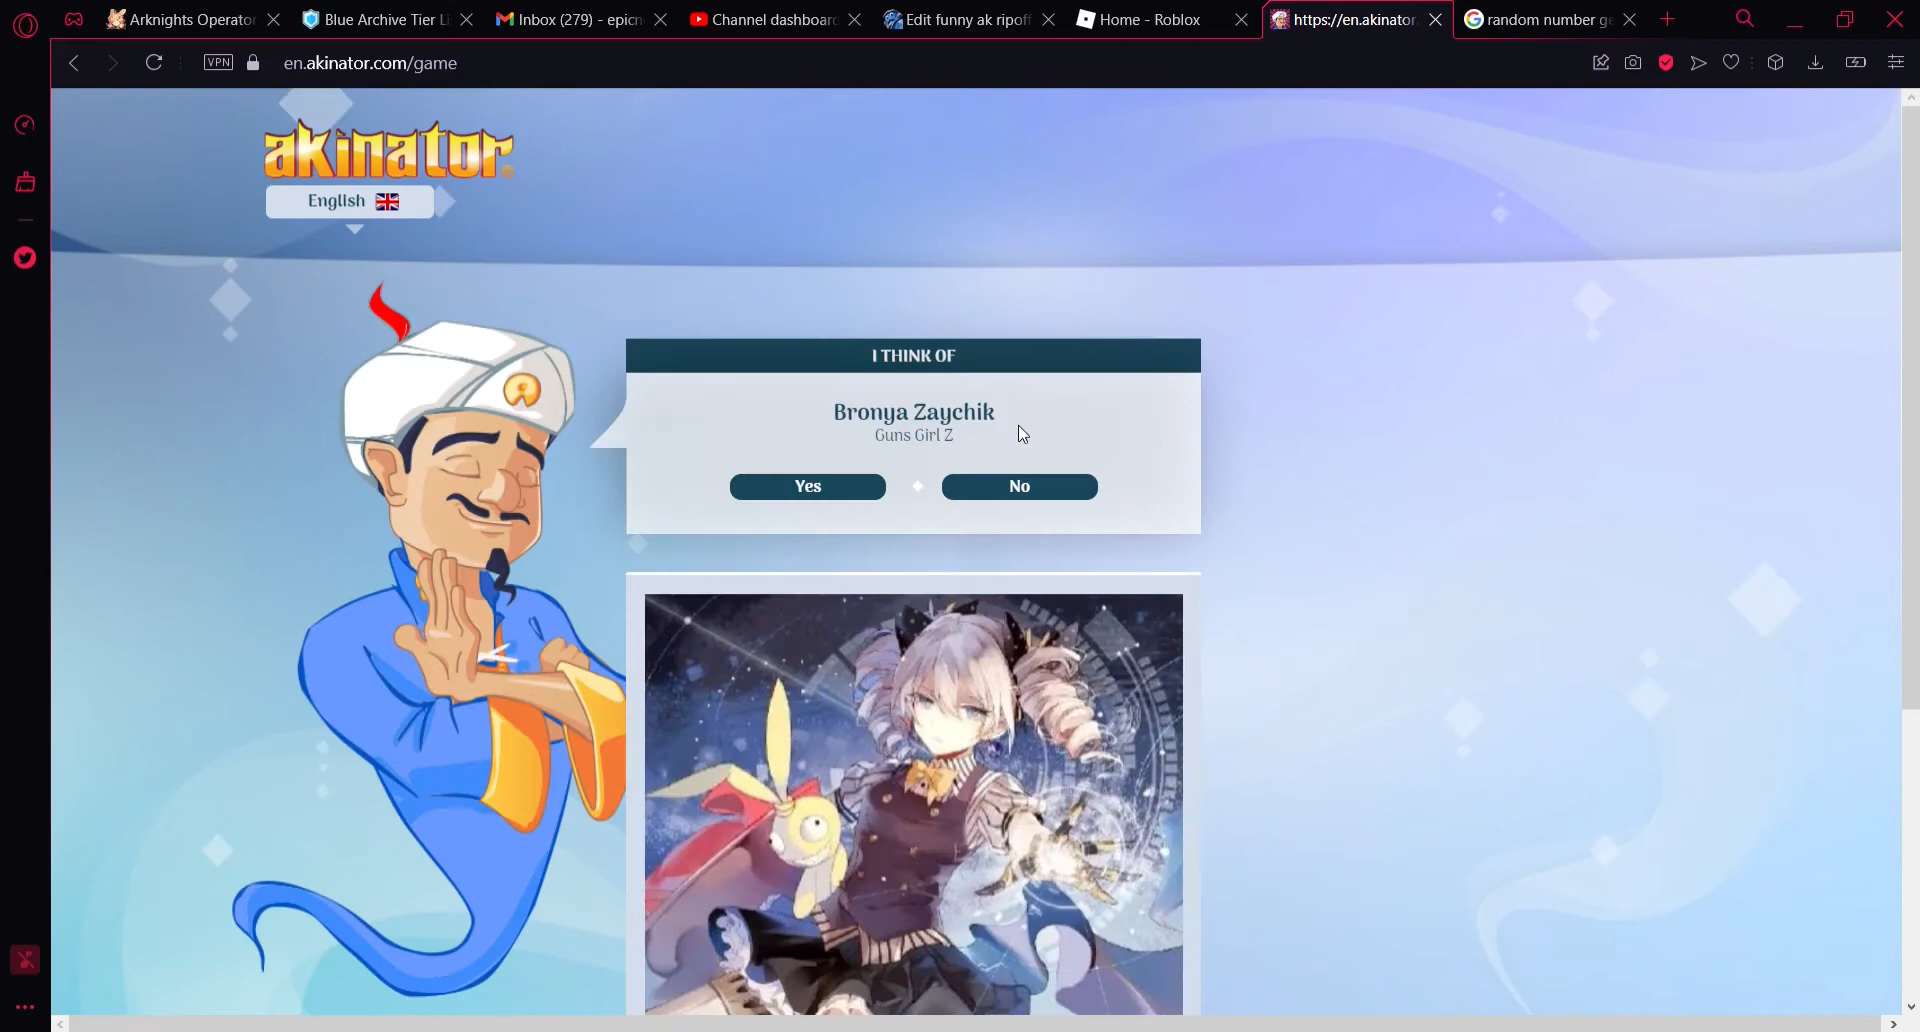 Arknights Operator
Blue Archive Tier Li
Inbox (279) - epicn
Channel dashboard
Edit funny ak ripoff
Home - Roblox
https://en.akinator.
random number ge
VPN
en.akinator.com/game
akinator
English
I THINK OF
Bronya Zaychik
Guns Girl Z
Yes
No